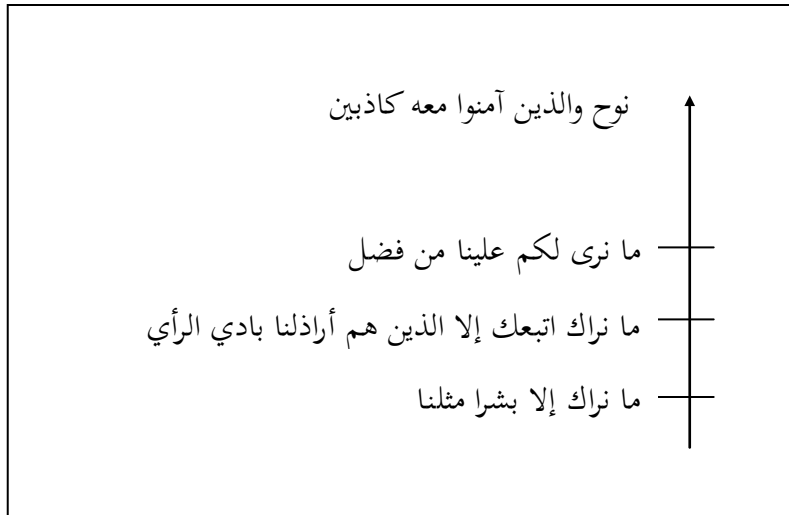 نوح والذين آمنوا معه كاذبين
ما نرى لكم علينا من فضل
ما نراك اتبعك إلا الذين هم أراذلنا بادي الرأي
ما نراك إلا بشرا مثلنا